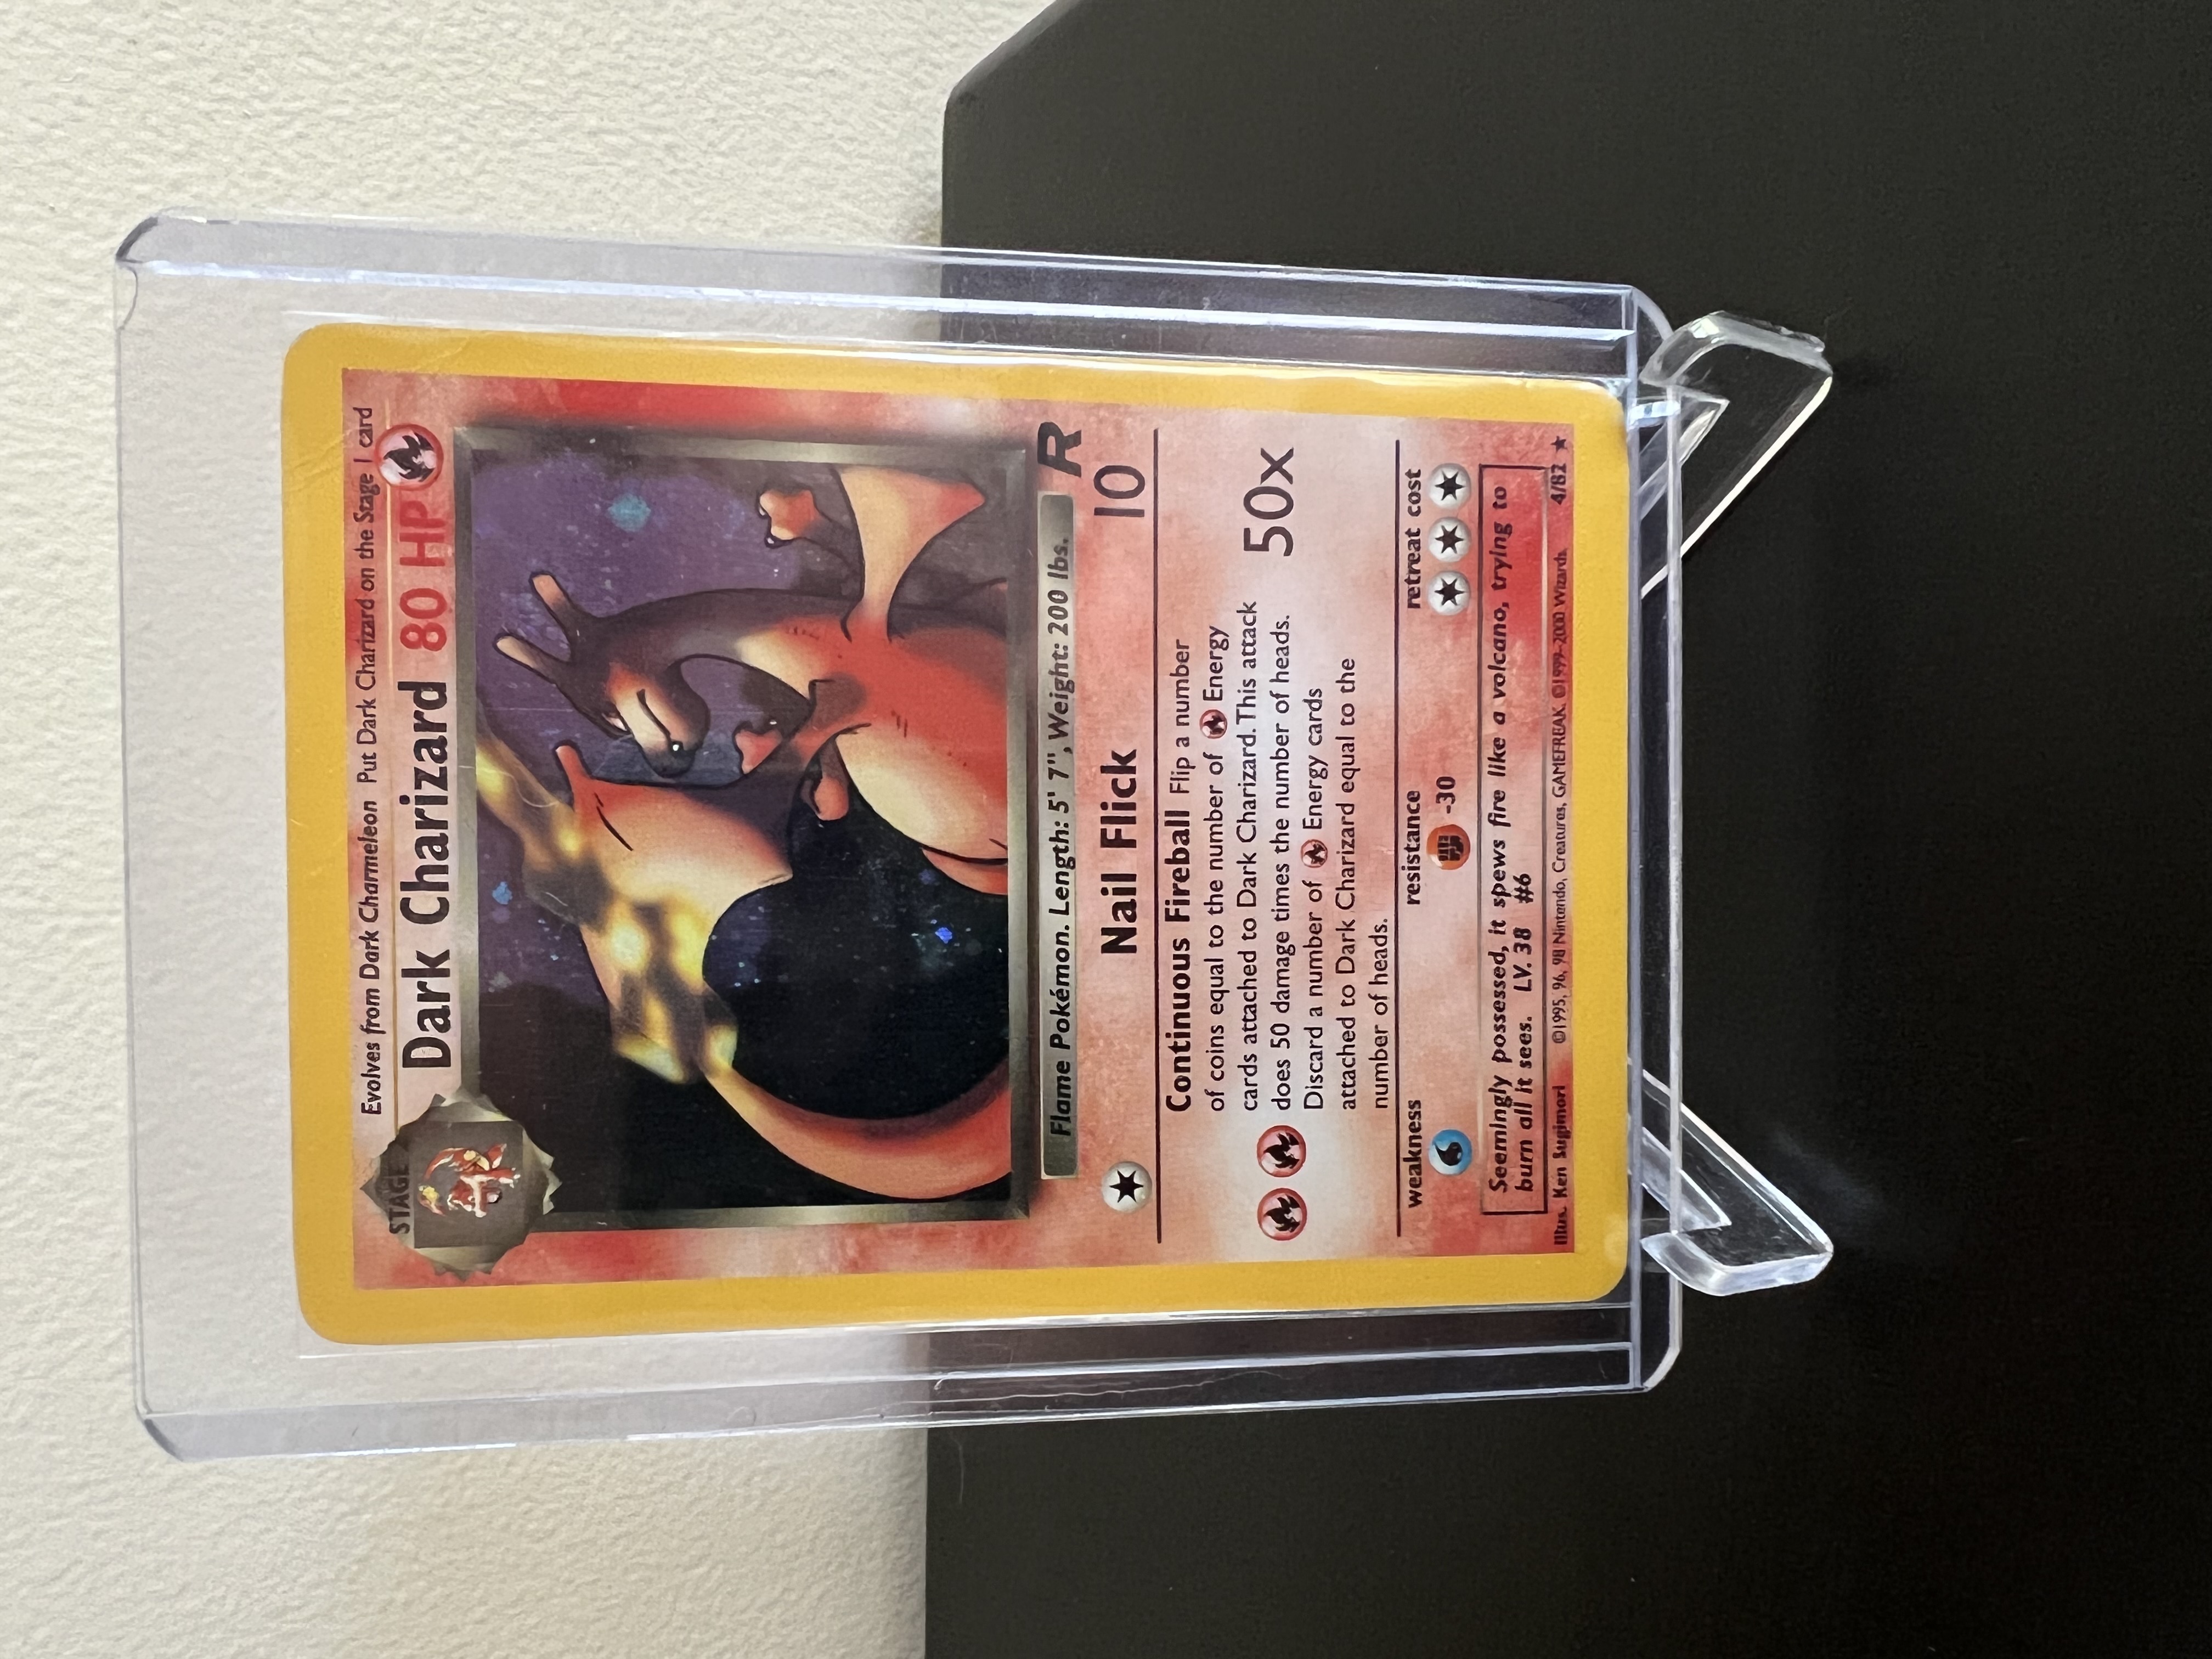 Evolves from Dark Charmeleon Put Dark Charizard on the Stage 1 card
STAGE 2
Dark Charizard 80 HP
Flame Pokémon. Length: 5' 7", Weight: 200 lbs.
R
Nail Flick 10
Continuous Fireball Flip a number
of coins equal to the number of Energy
cards attached to Dark Charizard. This attack
does 50 damage times the number of heads.
Discard a number of Energy cards
attached to Dark Charizard equal to the
number of heads.
50x
weakness resistance retreat cost
-30
Seemingly possessed, it spews fire like a volcano, trying to
burn all it sees. LV. 38 #6
Illus. Ken Sugimori ©1995, 96, 98 Nintendo, Creatures, GAMEFREAK. ©1999-2000 Wizards. 4/82